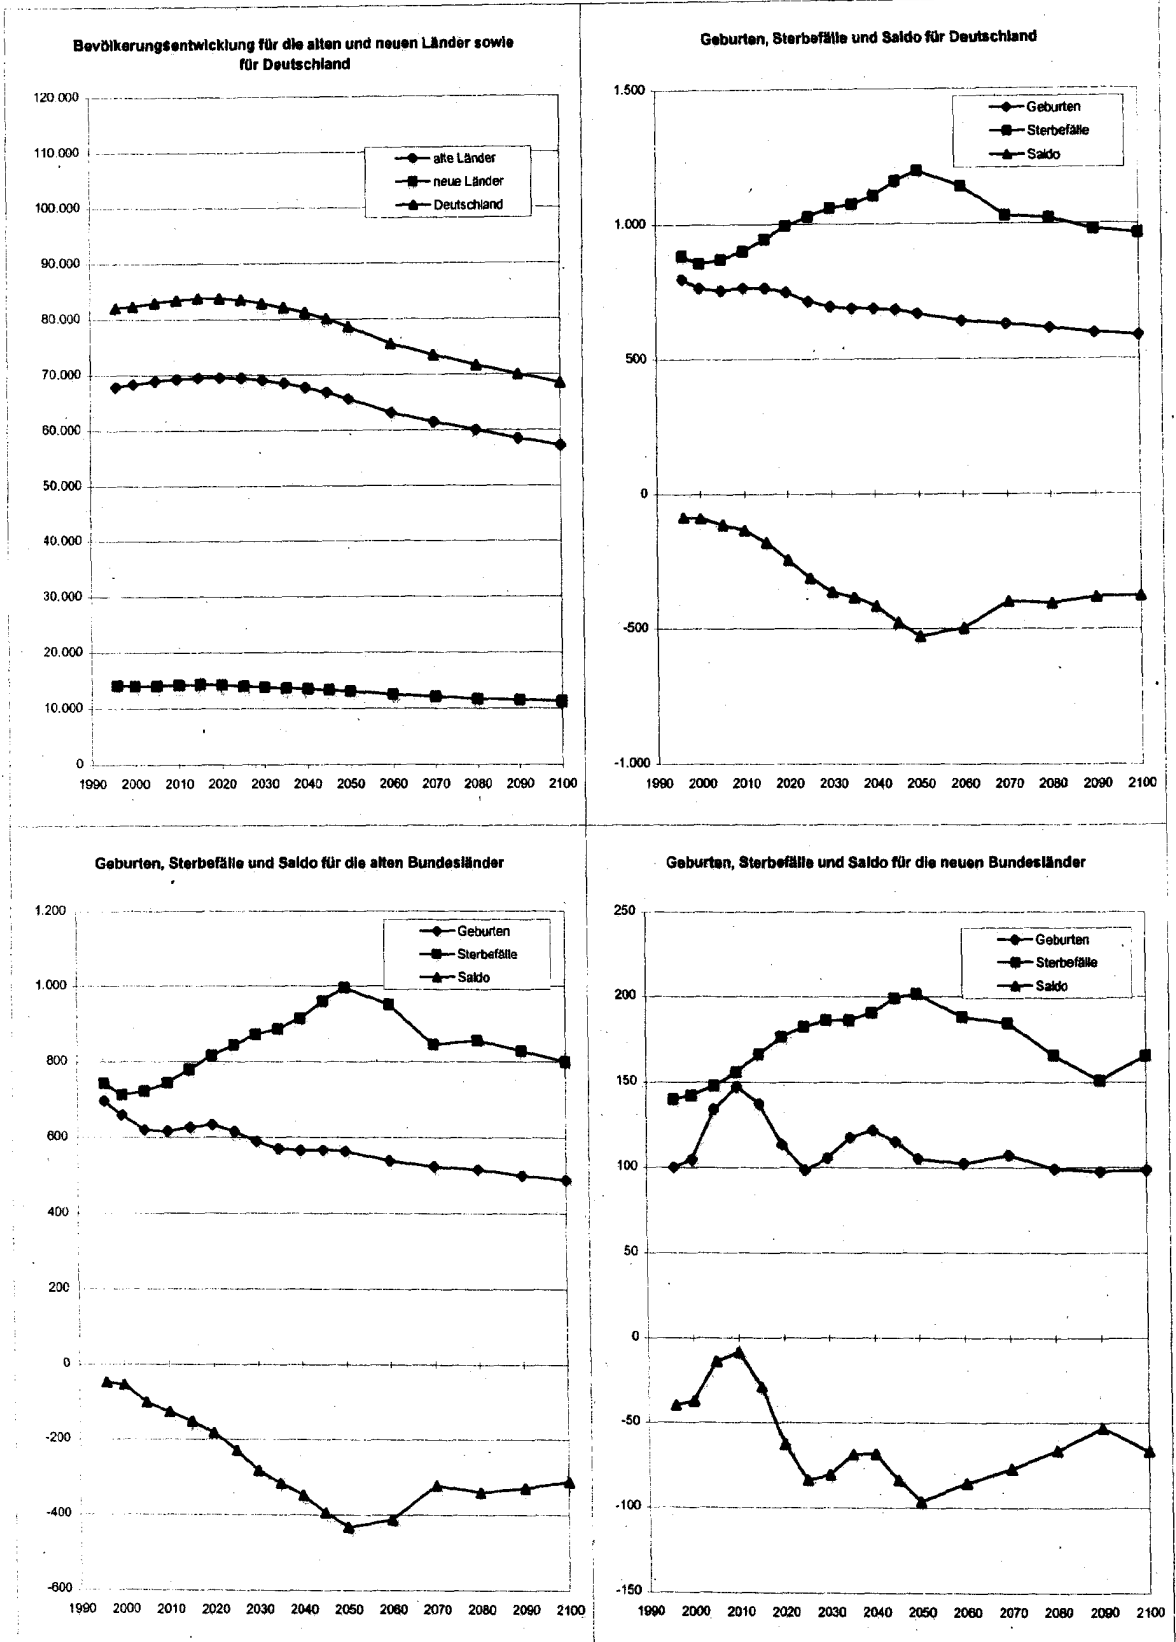 Bevölkerungsentwicklung für die alten und neuen Länder sowie
für Deutschland
120.000
110.000
100.000
90.000
80.000
70.000
60.000
50.000
40.000
30.000
20.000
10.000
0
alte Länder
neue Länder
Deutschland
1990 2000 2010 2020 2030 2040 2050 2060 2070 2080 2090 2100
Geburten, Sterbefälle und Saldo für Deutschland
1.500
1.000
500
0
-500
-1.000
Geburten
Sterbefälle
Saldo
1990 2000 2010 2020 2030 2040 2050 2060 2070 2080 2090 2100
Geburten, Sterbefälle und Saldo für die alten Bundesländer
1.200
1.000
800
600
400
200
0
-200
-400
-600
Geburten
Sterbefälle
Saldo
1990 2000 2010 2020 2030 2040 2050 2060 2070 2080 2090 2100
Geburten, Sterbefälle und Saldo für die neuen Bundesländer
250
200
150
100
50
0
-50
-100
-150
Geburten
Sterbefälle
Saldo
1990 2000 2010 2020 2030 2040 2050 2060 2070 2080 2090 2100